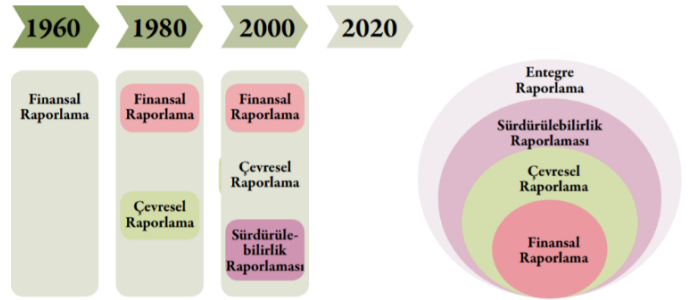 1960
1980
2000
2020
Finansal
Raporlama
Finansal
Raporlama
Çevresel
Raporlama
Finansal
Raporlama
Çevresel
Raporlama
Sürdürüle-
bilirlik
Raporlaması
Entegre
Raporlama
Sürdürülebilirlik
Raporlaması
Çevresel
Raporlama
Finansal
Raporlama